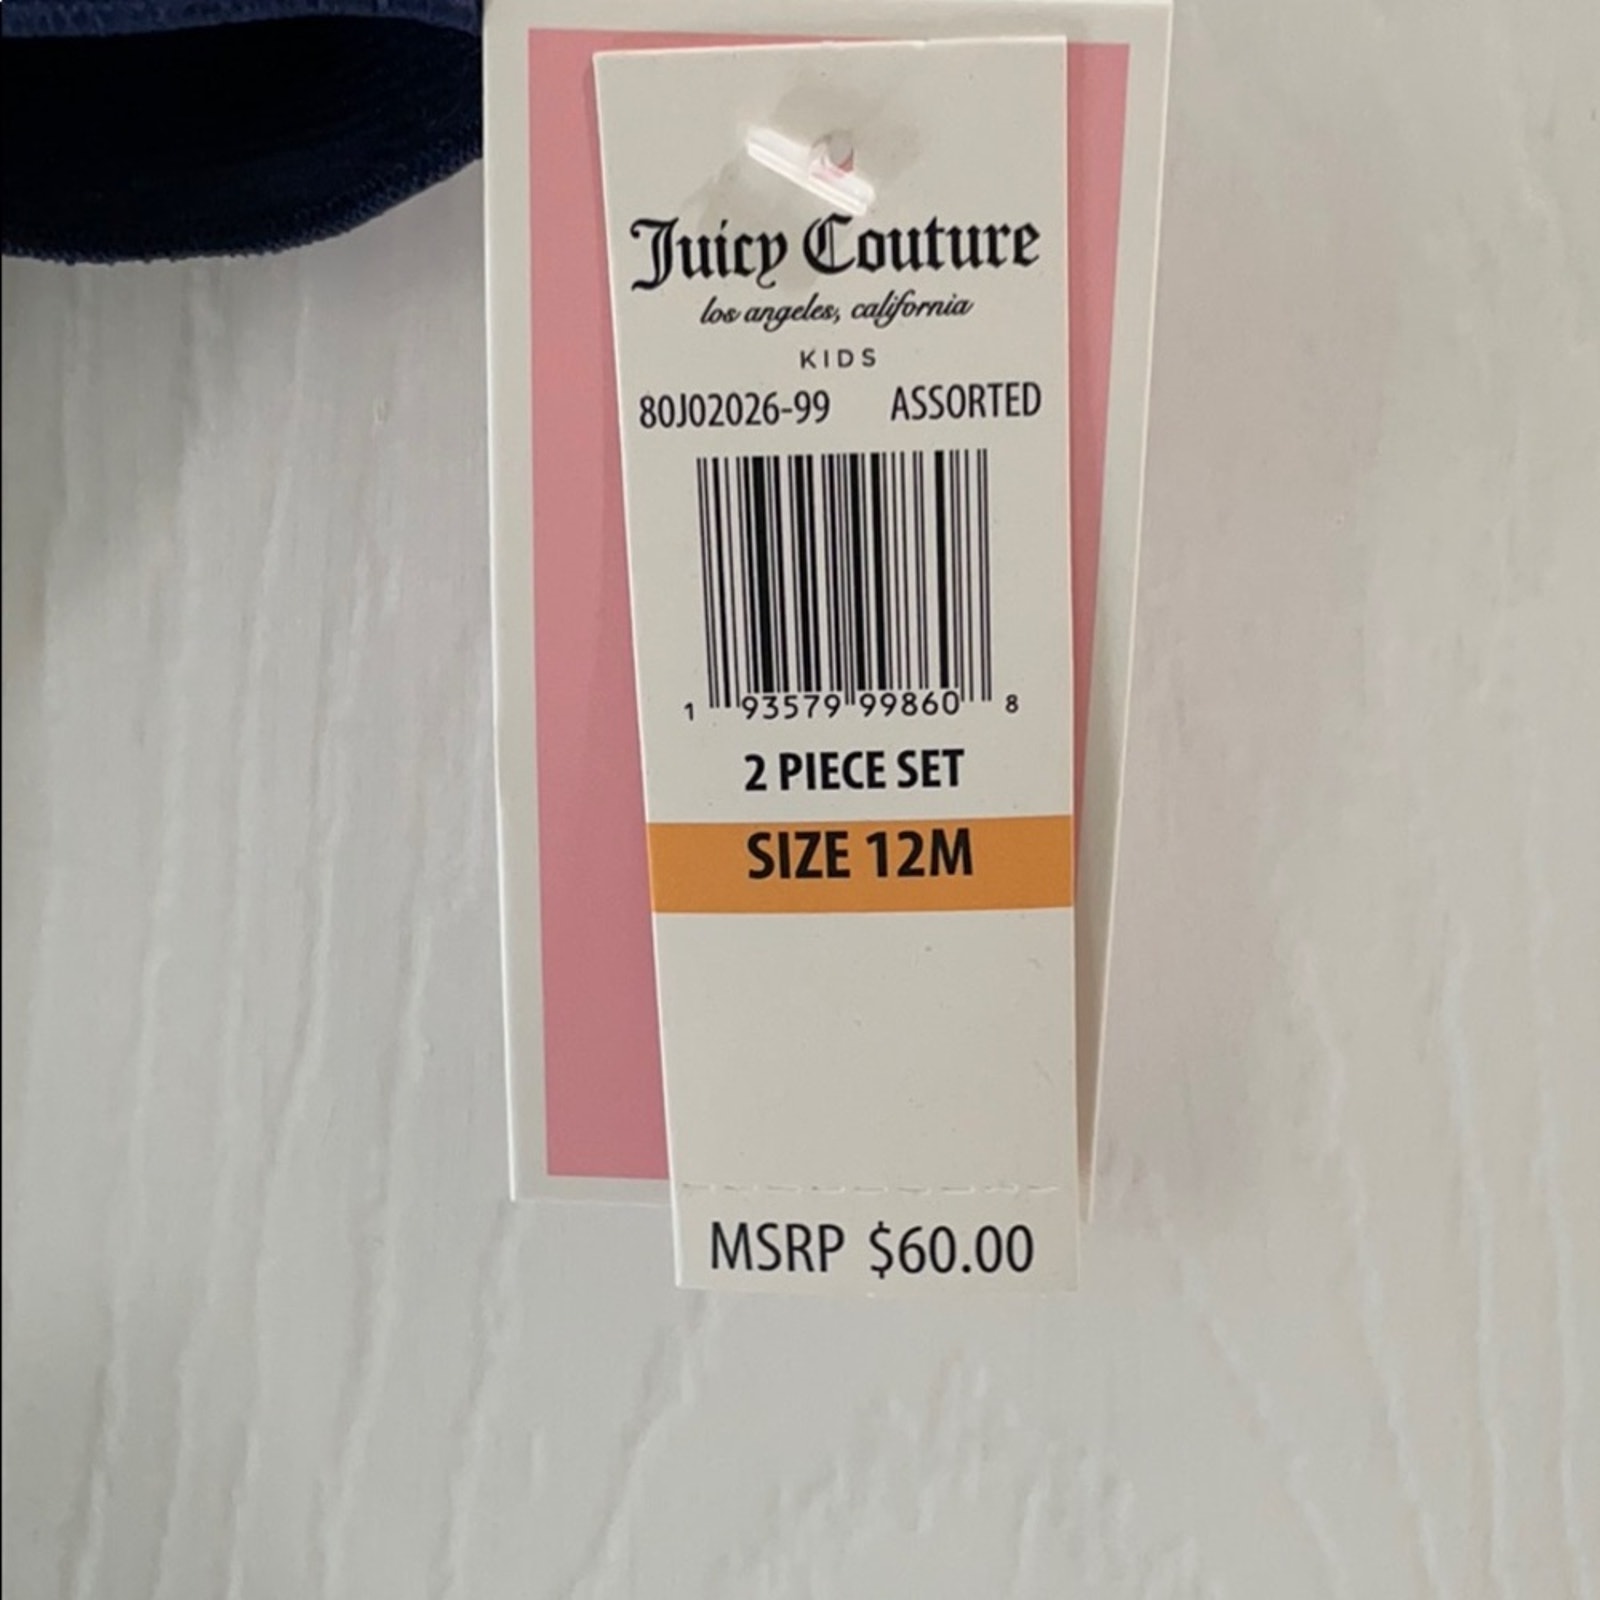 Juicy Couture
los angeles, california
KIDS
80J02026-99 ASSORTED
1 93579 99860 8
2 PIECE SET
SIZE 12M
MSRP $60.00